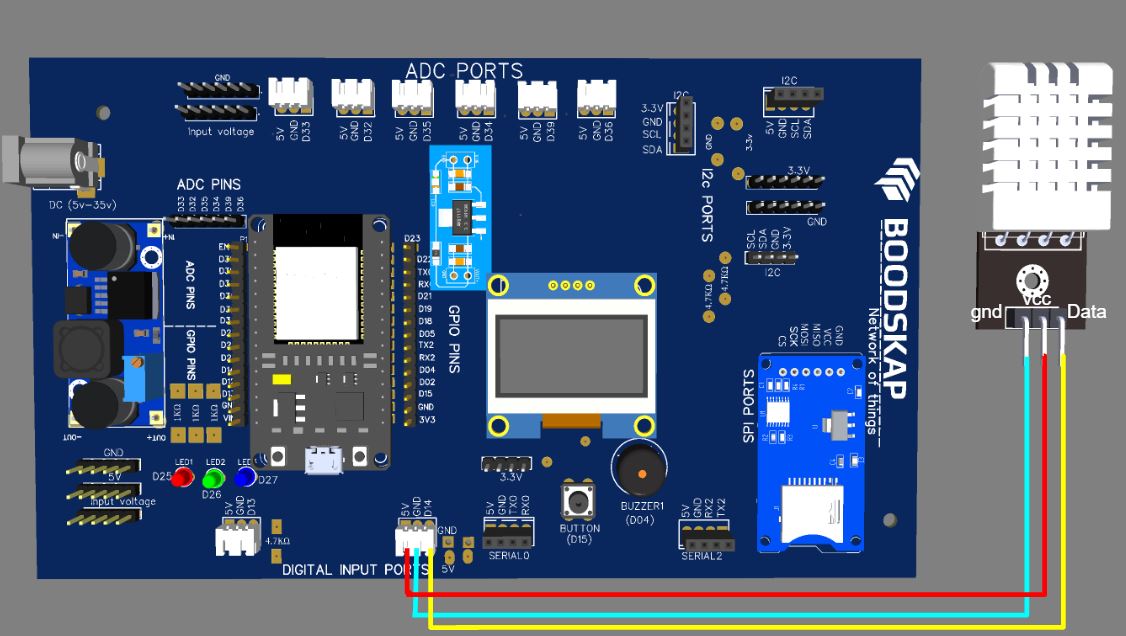 ADC PORTS
GND
Input voltage
5V GND D33
5V GND D32
5V GND D35
5V GND D34
5V GND D39
5V GND D36
I2C
3.3V
GND
SCL
SDA
I2C
5V GND SCL SDA
GND
3.3V
3.3V
GND
I2c PORTS
SCL SDA GND 3.3V
I2C
4.7KΩ
4.7KΩ
DC (5v-35v)
ADC PINS
D33 D32 D35 D34 D39 D36
-IN
+IN
-OUT
+OUT
ADC PINS
GPIO PINS
1KΩ
1KΩ
1KΩ
D23
D22
TX0
D21
D19
D18
D05
TX2
RX2
D04
D02
D15
GND
3V3
GPIO PINS
BOODSKAP
Network of things
gnd
vcc
Data
SPI PORTS
CS SCK MOSI MISO VCC GND
GND
5V
Input voltage
LED1
LED2
LED
D25
D26
D27
5V GND D13
4.7KΩ
DIGITAL INPUT PORTS
5V GND D14
GND
5V
3.3V
5V GND TX0 RX0
SERIAL0
BUTTON
(D15)
BUZZER1
(D04)
5V GND RX2 TX2
SERIAL2